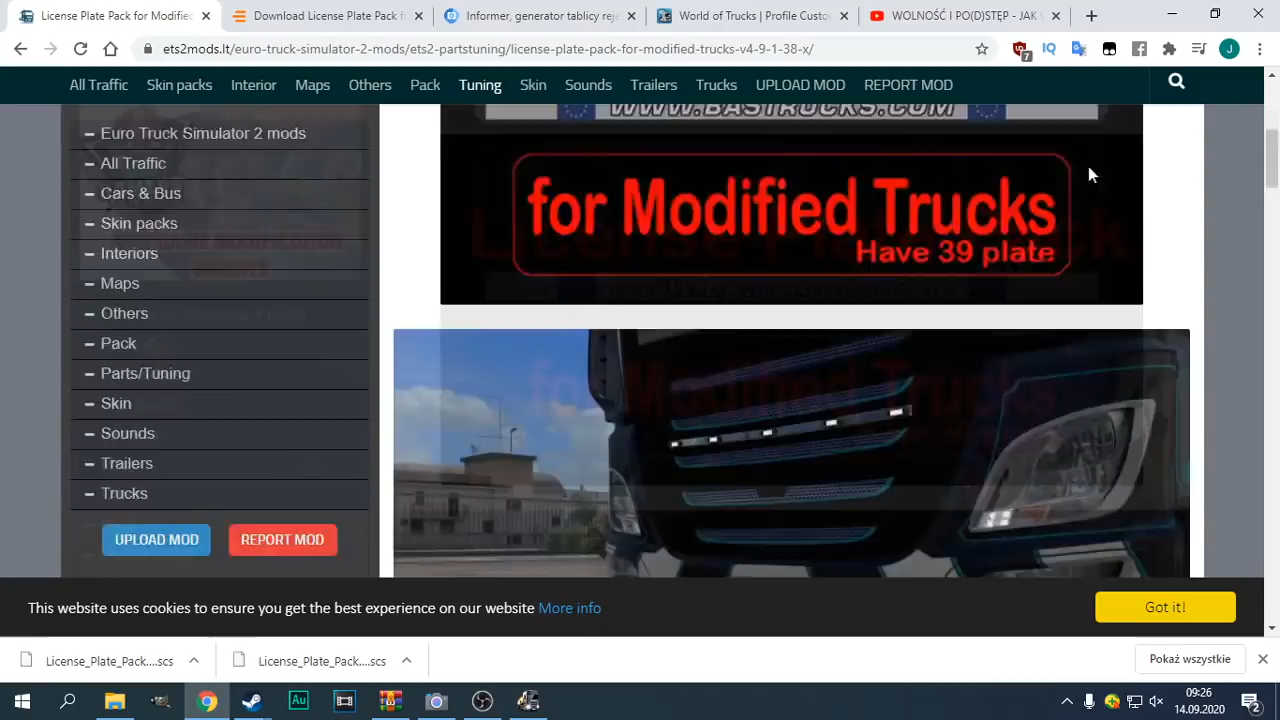 License Plate Pack for Modified
Download License Plate Pack f
Informer, generator tablicy reje
World of Trucks | Profile Custo
WOLNOŚĆ i PO(D)STĘP - JAK
ets2mods.lt/euro-truck-simulator-2-mods/ets2-partstuning/license-plate-pack-for-modified-trucks-v4-9-1-38-x/
7
IQ
J
All Traffic
Skin packs
Interior
Maps
Others
Pack
Tuning
Skin
Sounds
Trailers
Trucks
UPLOAD MOD
REPORT MOD
Euro Truck Simulator 2 mods
All Traffic
Cars & Bus
Skin packs
Interiors
Maps
Others
Pack
Parts/Tuning
Skin
Sounds
Trailers
Trucks
UPLOAD MOD
REPORT MOD
WWW.BASTRUCKS.COM
for Modified Trucks
Have 39 plate
This website uses cookies to ensure you get the best experience on our website More info
Got it!
License_Plate_Pack....scs
License_Plate_Pack....scs
Pokaż wszystkie
Au
09:26
14.09.2020
2